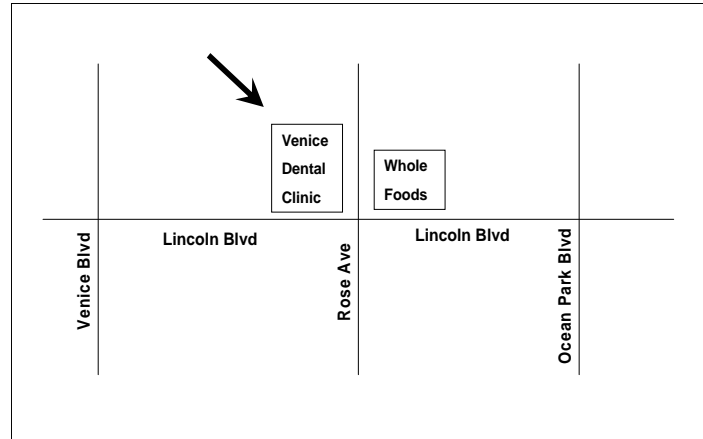 Venice
Dental
Clinic
Whole
Foods
Lincoln Blvd
Lincoln Blvd
Venice Blvd
Rose Ave
Ocean Park Blvd